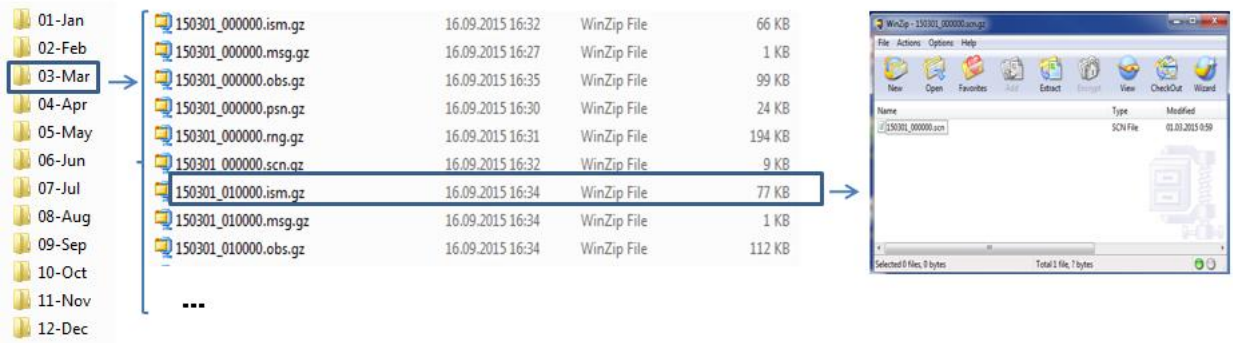 01-Jan
02-Feb
03-Mar
04-Apr
05-May
06-Jun
07-Jul
08-Aug
09-Sep
10-Oct
11-Nov
12-Dec
150301_000000.ism.gz 16.09.2015 16:32 WinZip File 66 KB
150301_000000.msg.gz 16.09.2015 16:27 WinZip File 1 KB
150301_000000.obs.gz 16.09.2015 16:35 WinZip File 99 KB
150301_000000.psn.gz 16.09.2015 16:30 WinZip File 24 KB
150301_000000.rng.gz 16.09.2015 16:31 WinZip File 194 KB
150301_000000.scn.gz 16.09.2015 16:32 WinZip File 9 KB
150301_010000.ism.gz 16.09.2015 16:34 WinZip File 77 KB
150301_010000.msg.gz 16.09.2015 16:34 WinZip File 1 KB
150301_010000.obs.gz 16.09.2015 16:34 WinZip File 112 KB
...
WinZip - 150301_000000.scn.gz
File Actions Options Help
New Open Favorites Add Extract Encrypt View CheckOut Wizard
Name Type Modified
150301_000000.scn SCN File 01.03.2015 0:59
Selected 0 files, 0 bytes Total 1 file, ? bytes